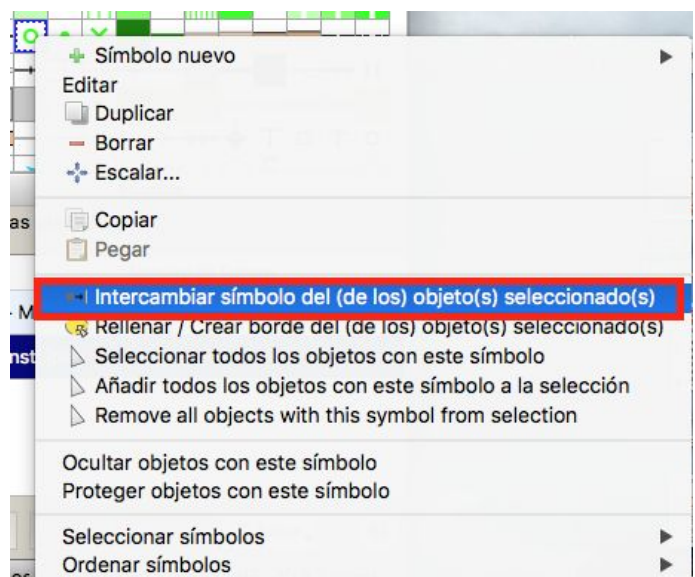 Símbolo nuevo
Editar
Duplicar
Borrar
Escalar...
as
Copiar
Pegar
Intercambiar símbolo del (de los) objeto(s) seleccionado(s)
Rellenar / Crear borde del (de los) objeto(s) seleccionado(s)
nst
Seleccionar todos los objetos con este símbolo
Añadir todos los objetos con este símbolo a la selección
Remove all objects with this symbol from selection
Ocultar objetos con este símbolo
Proteger objetos con este símbolo
Seleccionar símbolos
Ordenar símbolos